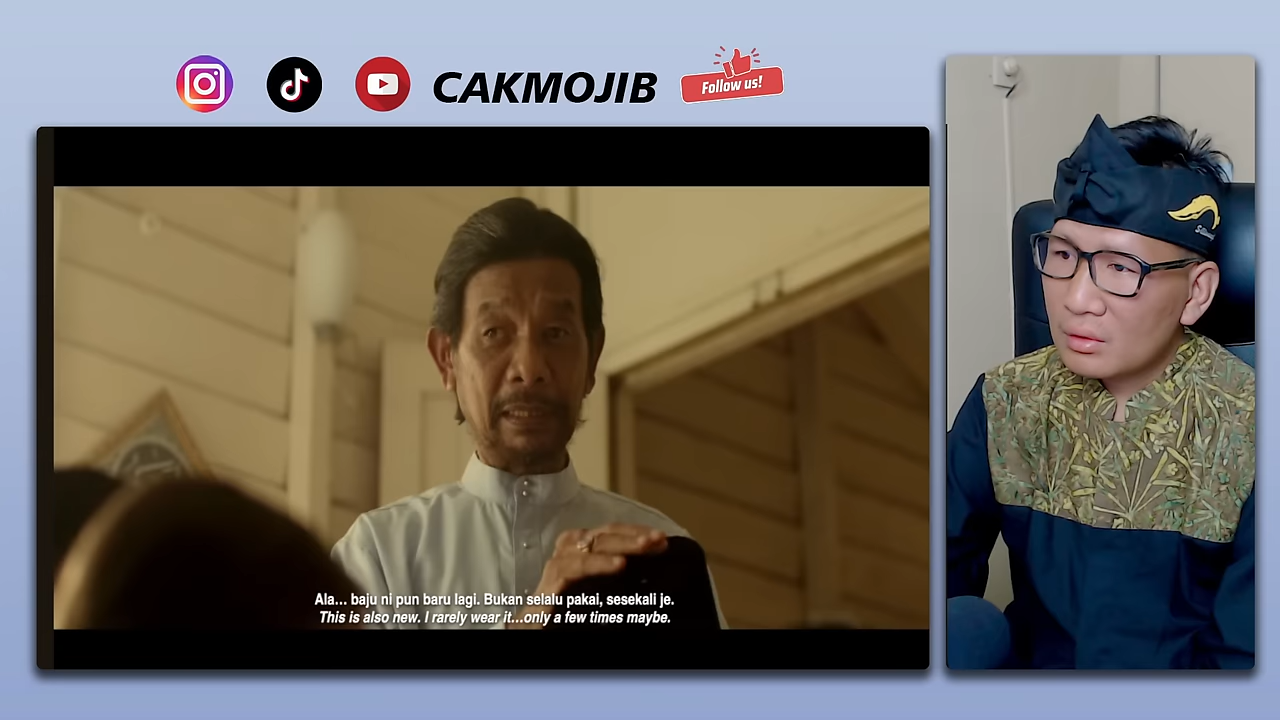 CAKMOJIB
Follow us!
Ala... baju ni pun baru lagi. Bukan selalu pakai, sesekali je.
This is also new. I rarely wear it...only a few times maybe.